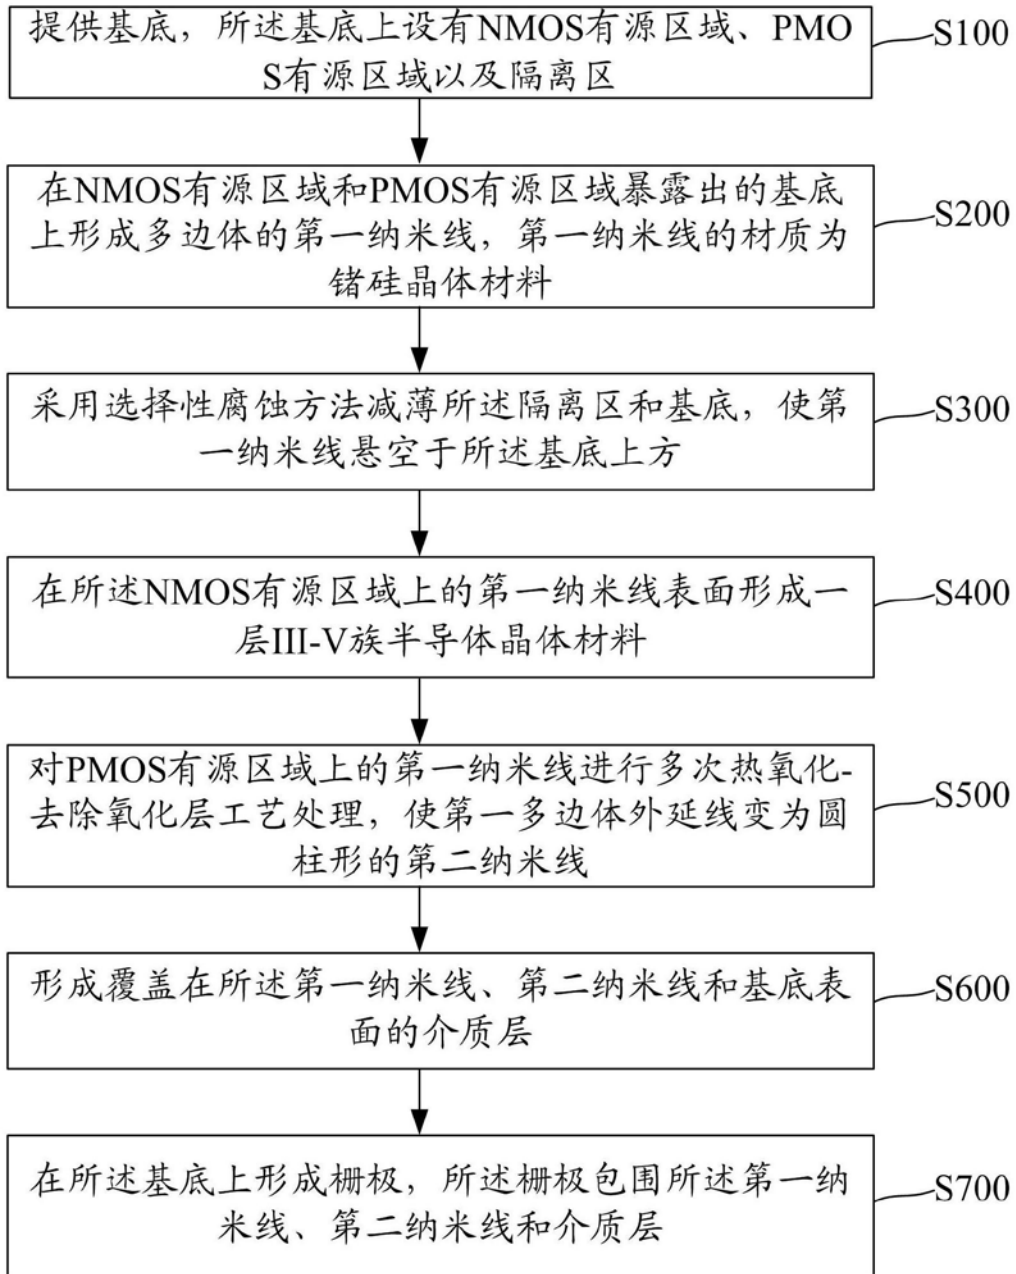 提供基底，所述基底上设有NMOS有源区域、PMO
S有源区域以及隔离区
S100
在NMOS有源区域和PMOS有源区域暴露出的基底
上形成多边体的第一纳米线，第一纳米线的材质为
锗硅晶体材料
S200
采用选择性腐蚀方法减薄所述隔离区和基底，使第
一纳米线悬空于所述基底上方
S300
在所述NMOS有源区域上的第一纳米线表面形成一
层III-V族半导体晶体材料
S400
对PMOS有源区域上的第一纳米线进行多次热氧化-
去除氧化层工艺处理，使第一多边体外延线变为圆
柱形的第二纳米线
S500
形成覆盖在所述第一纳米线、第二纳米线和基底表
面的介质层
S600
在所述基底上形成栅极，所述栅极包围所述第一纳
米线、第二纳米线和介质层
S700